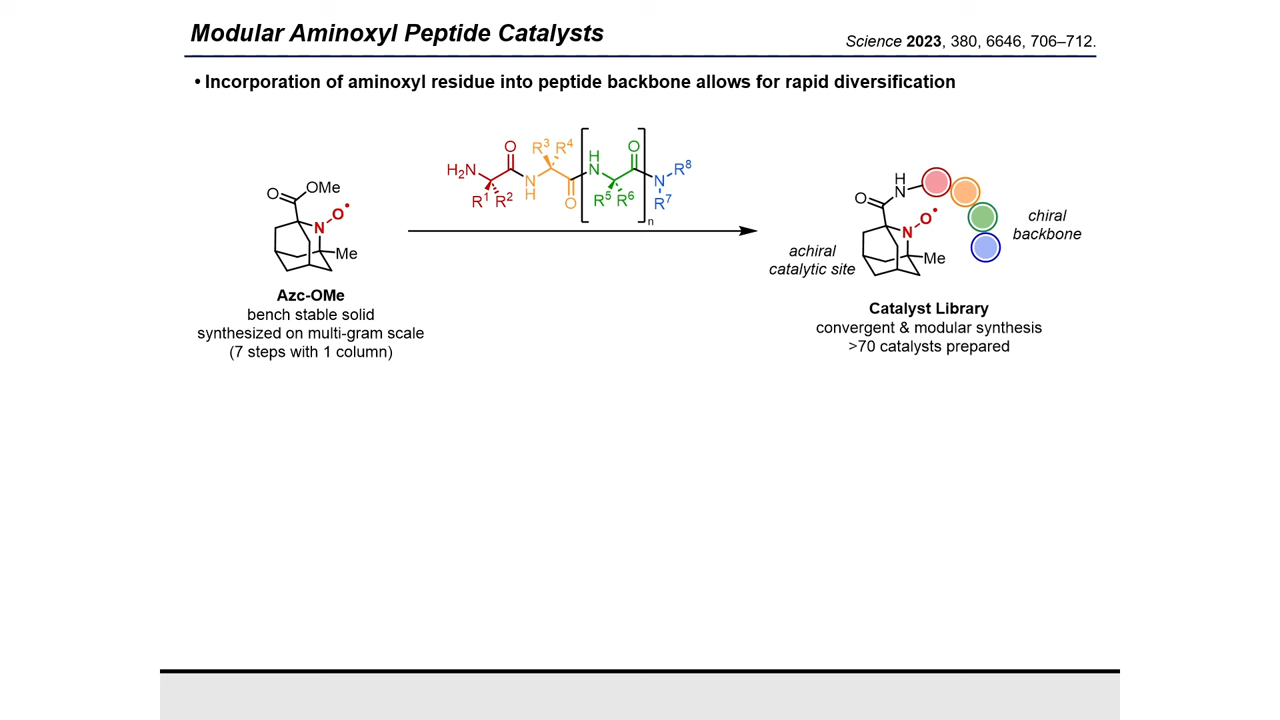 Modular Aminoxyl Peptide Catalysts
Science 2023, 380, 6646, 706–712.
• Incorporation of aminoxyl residue into peptide backbone allows for rapid diversification
O
OMe
N
O•
Me
Azc-OMe
bench stable solid
synthesized on multi-gram scale
(7 steps with 1 column)
H₂N
R¹ R²
O
N
H
R³ R⁴
O
H
N
R⁵ R⁶
O
n
N
R⁸
R⁷
achiral
catalytic site
O
H
N
N
O•
Me
chiral
backbone
Catalyst Library
convergent & modular synthesis
>70 catalysts prepared